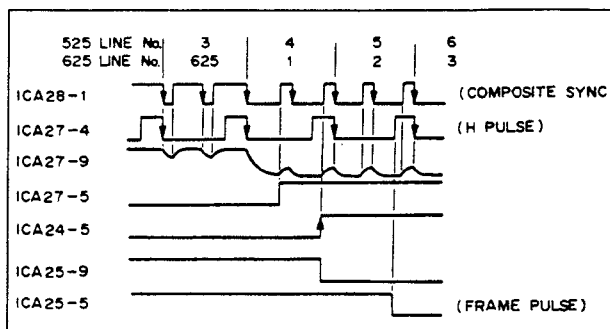 525 LINE No. 3 4 5 6
625 LINE No. 625 1 2 3
ICA28-1 (COMPOSITE SYNC)
ICA27-4 (H PULSE)
ICA27-9
ICA27-5
ICA24-5
ICA25-9
ICA25-5 (FRAME PULSE)